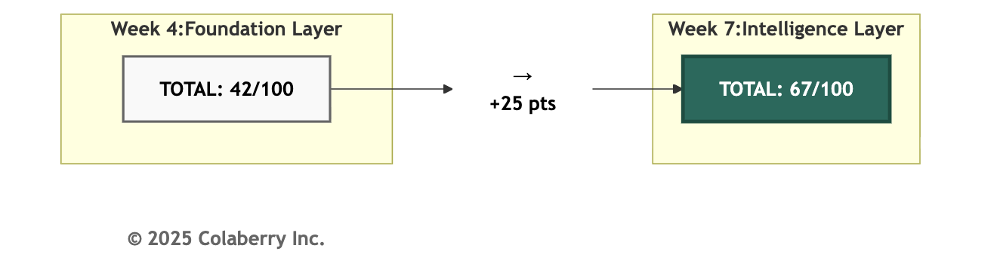 Week 4:Foundation Layer
TOTAL: 42/100
→
+25 pts
Week 7:Intelligence Layer
TOTAL: 67/100
© 2025 Colaberry Inc.